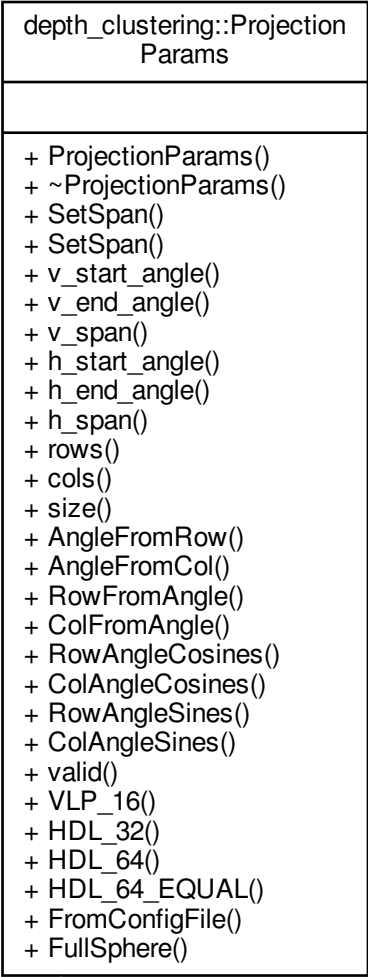 depth_clustering::Projection
Params
+ ProjectionParams()
+ ~ProjectionParams()
+ SetSpan()
+ SetSpan()
+ v_start_angle()
+ v_end_angle()
+ v_span()
+ h_start_angle()
+ h_end_angle()
+ h_span()
+ rows()
+ cols()
+ size()
+ AngleFromRow()
+ AngleFromCol()
+ RowFromAngle()
+ ColFromAngle()
+ RowAngleCosines()
+ ColAngleCosines()
+ RowAngleSines()
+ ColAngleSines()
+ valid()
+ VLP_16()
+ HDL_32()
+ HDL_64()
+ HDL_64_EQUAL()
+ FromConfigFile()
+ FullSphere()